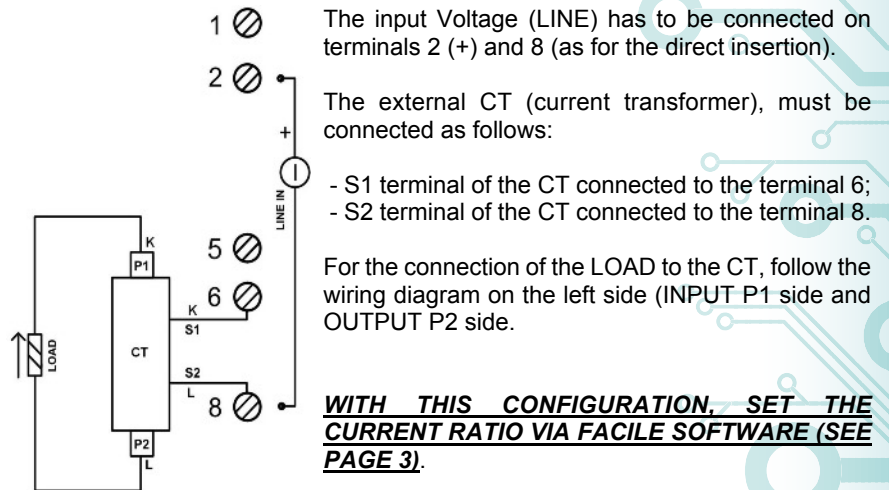 1
2
+
LINE IN
5
6
8
K
P1
CT
K
S1
S2
L
P2
L
LOAD
The input Voltage (LINE) has to be connected on
terminals 2 (+) and 8 (as for the direct insertion).
The external CT (current transformer), must be
connected as follows:
- S1 terminal of the CT connected to the terminal 6;
- S2 terminal of the CT connected to the terminal 8.
For the connection of the LOAD to the CT, follow the
wiring diagram on the left side (INPUT P1 side and
OUTPUT P2 side.
WITH THIS CONFIGURATION, SET THE
CURRENT RATIO VIA FACILE SOFTWARE (SEE
PAGE 3).